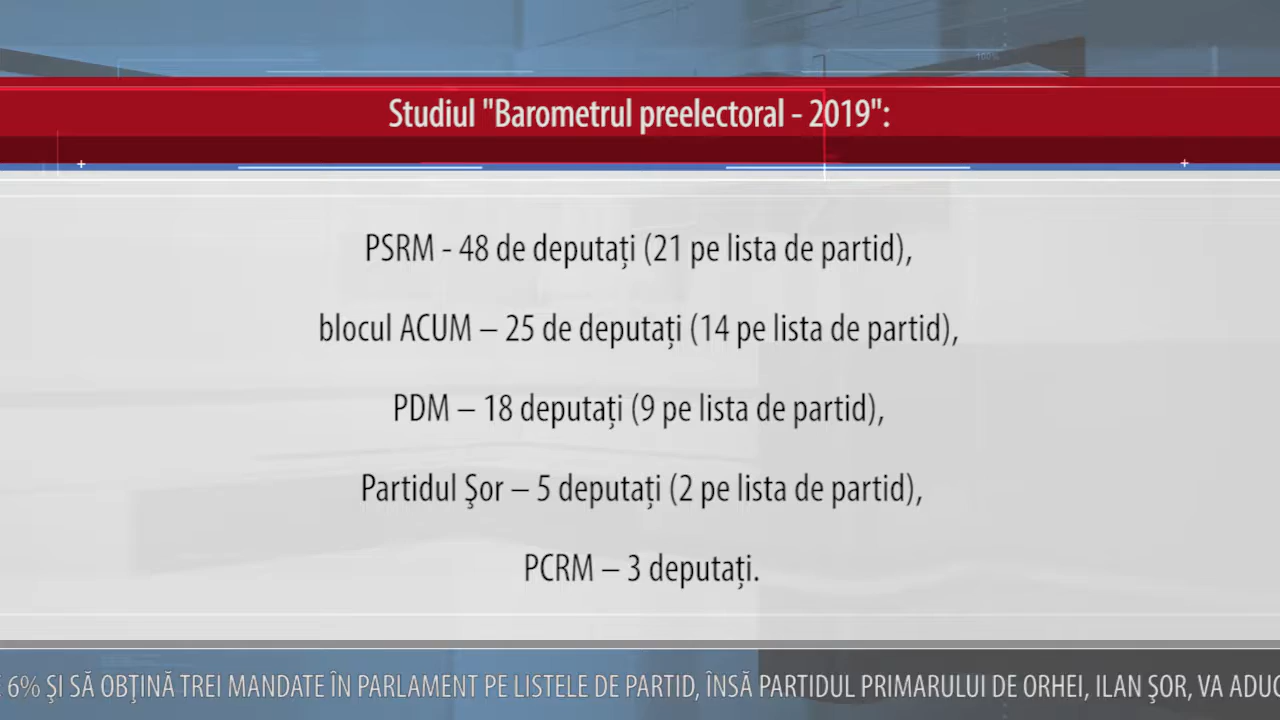 Studiul "Barometrul preelectoral - 2019":
PSRM - 48 de deputați (21 pe lista de partid),
blocul ACUM – 25 de deputați (14 pe lista de partid),
PDM – 18 deputați (9 pe lista de partid),
Partidul Şor – 5 deputați (2 pe lista de partid),
PCRM – 3 deputați.
6% ŞI SĂ OBŢINĂ TREI MANDATE ÎN PARLAMENT PE LISTELE DE PARTID, ÎNSĂ PARTIDUL PRIMARULUI DE ORHEI, ILAN ŞOR, VA